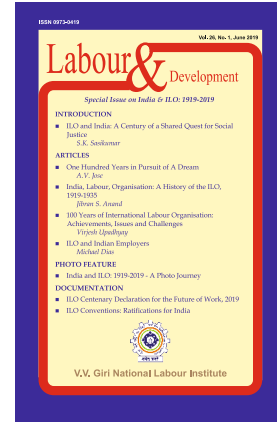 ISSN 0973-0419
Vol. 26, No. 1, June 2019
Labour & Development
Special Issue on India & ILO: 1919-2019
INTRODUCTION
■ ILO and India: A Century of a Shared Quest for Social
Justice
S.K. Sasikumar
ARTICLES
■ One Hundred Years in Pursuit of A Dream
A.V. Jose
■ India, Labour, Organisation: A History of the ILO,
1919-1935
Jibran S. Anand
■ 100 Years of International Labour Organisation:
Achievements, Issues and Challenges
Virjesh Upadhyay
■ ILO and Indian Employers
Michael Dias
PHOTO FEATURE
■ India and ILO: 1919-2019 - A Photo Journey
DOCUMENTATION
■ ILO Centenary Declaration for the Future of Work, 2019
■ ILO Conventions: Ratifications for India
V.V. Giri National Labour Institute